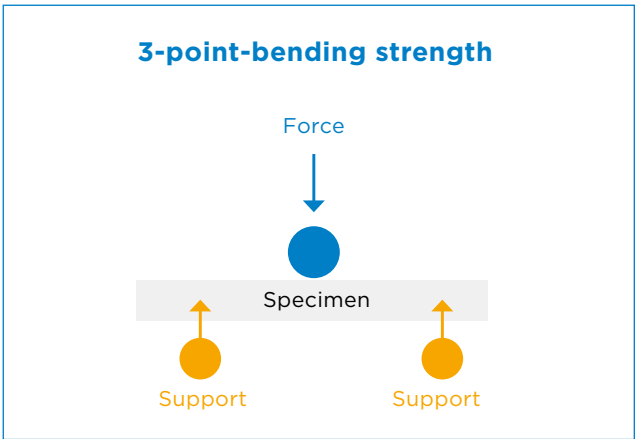 3-point-bending strength
Force
Specimen
Support Support